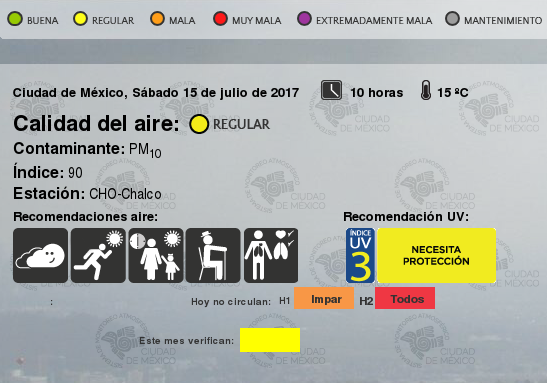 BUENA REGULAR MALA MUY MALA EXTREMADAMENTE MALA MANTENIMIENTO
Ciudad de México, Sábado 15 de julio de 2017 10 horas 15 ºC
Calidad del aire: REGULAR
Contaminante: PM10
Índice: 90
Estación: CHO-Chalco
Recomendaciones aire: Recomendación UV:
ÍNDICE
UV
3
NECESITA
PROTECCIÓN
: Hoy no circulan: H1 Impar H2 Todos
Este mes verifican: